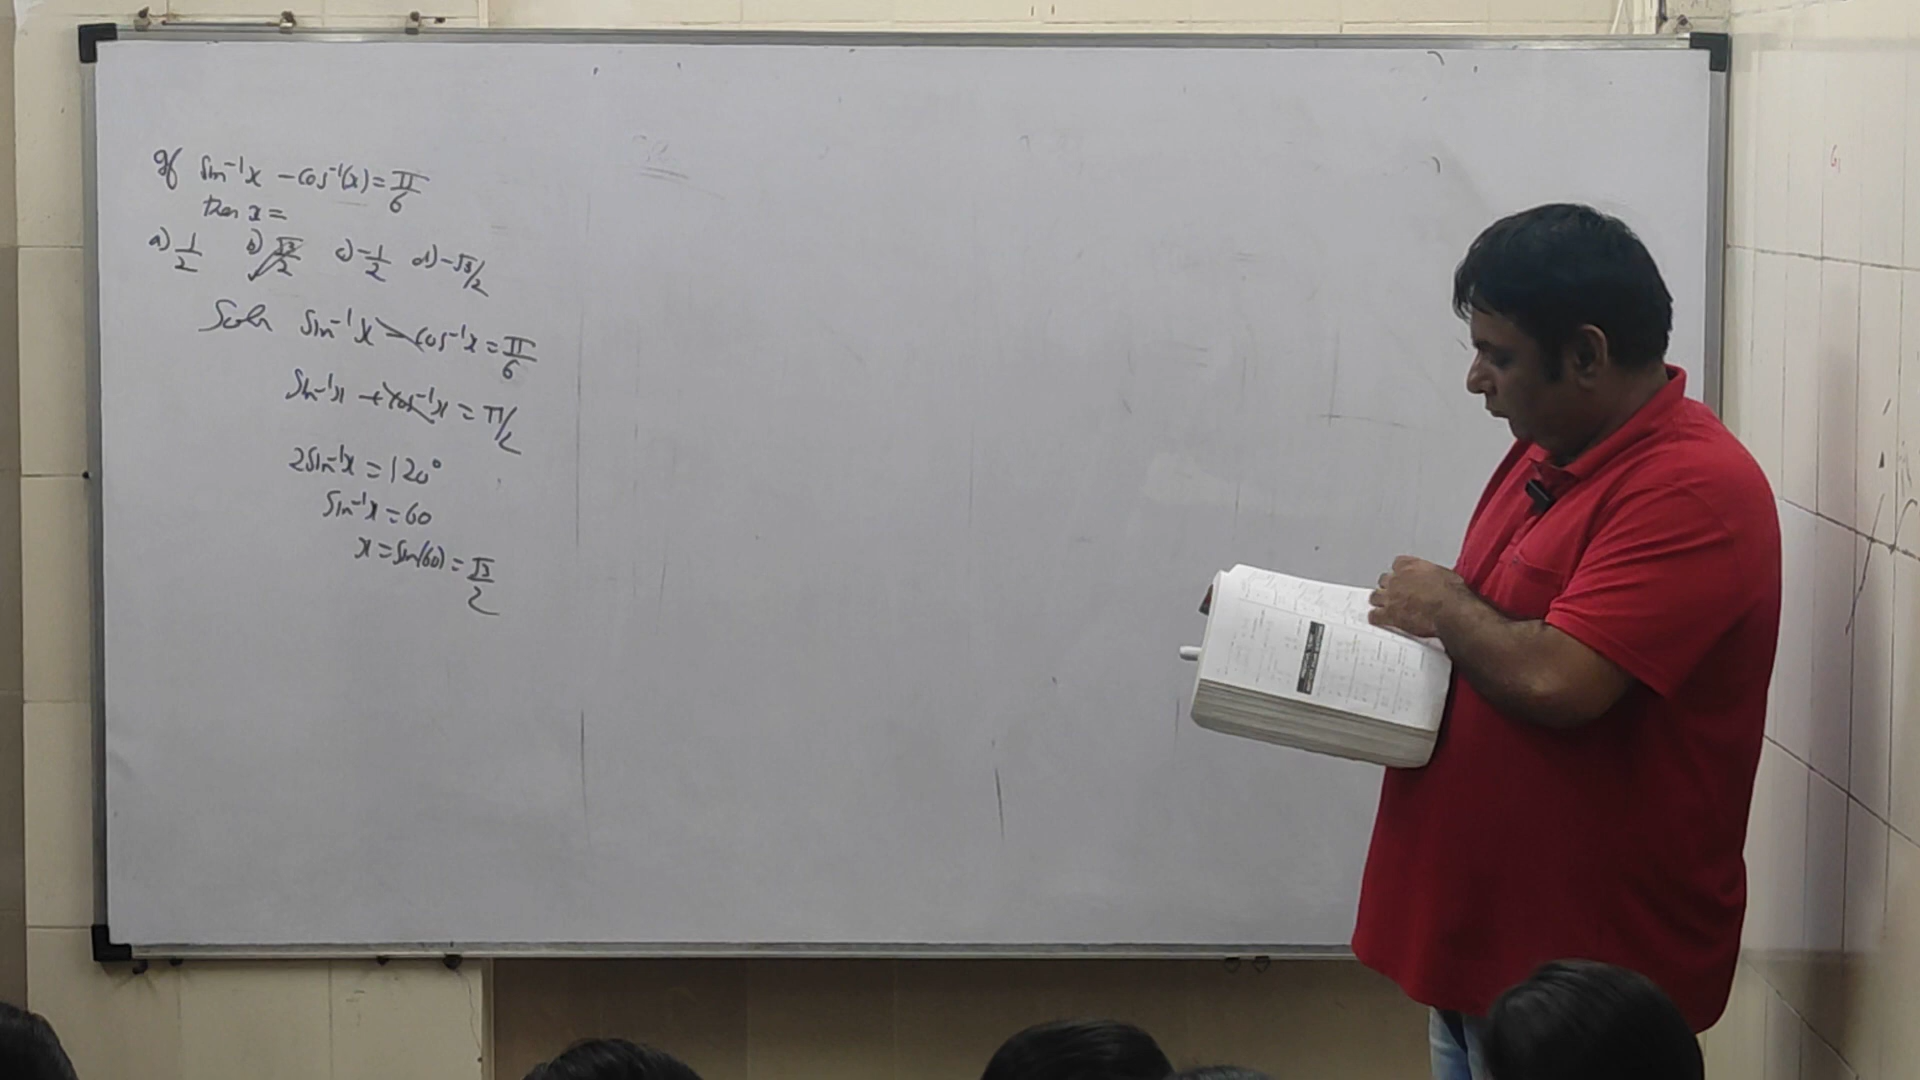 If sin⁻¹x - cos⁻¹(x) = π/6
then x =
a) 1/2 b) √3/2 c) -1/2 d) -√3/2
Soln sin⁻¹x - cos⁻¹x = π/6
sin⁻¹x + cos⁻¹x = π/2
2sin⁻¹x = 120°
sin⁻¹x = 60
x = sin(60) = √3/2